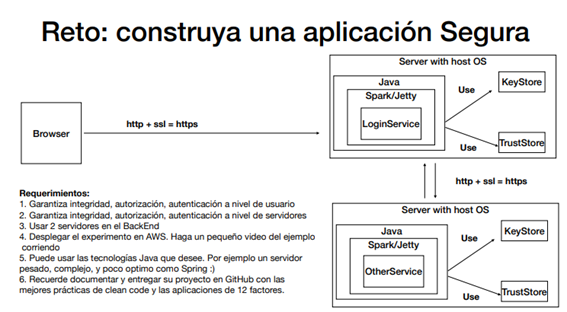 Reto: construya una aplicación Segura
Server with host OS
Java
Spark/Jetty
LoginService
Use
KeyStore
Use
TrustStore
Browser
http + ssl = https
http + ssl = https
Server with host OS
Java
Spark/Jetty
OtherService
Use
KeyStore
Use
TrustStore
Requerimientos:
1. Garantiza integridad, autorización, autenticación a nivel de usuario
2. Garantiza integridad, autorización, autenticación a nivel de servidores
3. Usar 2 servidores en el BackEnd
4. Desplegar el experimento en AWS. Haga un pequeño video del ejemplo
corriendo
5. Puede usar las tecnologías Java que desee. Por ejemplo un servidor
pesado, complejo, y poco optimo como Spring :)
6. Recuerde documentar y entregar su proyecto en GitHub con las
mejores prácticas de clean code y las aplicaciones de 12 factores.